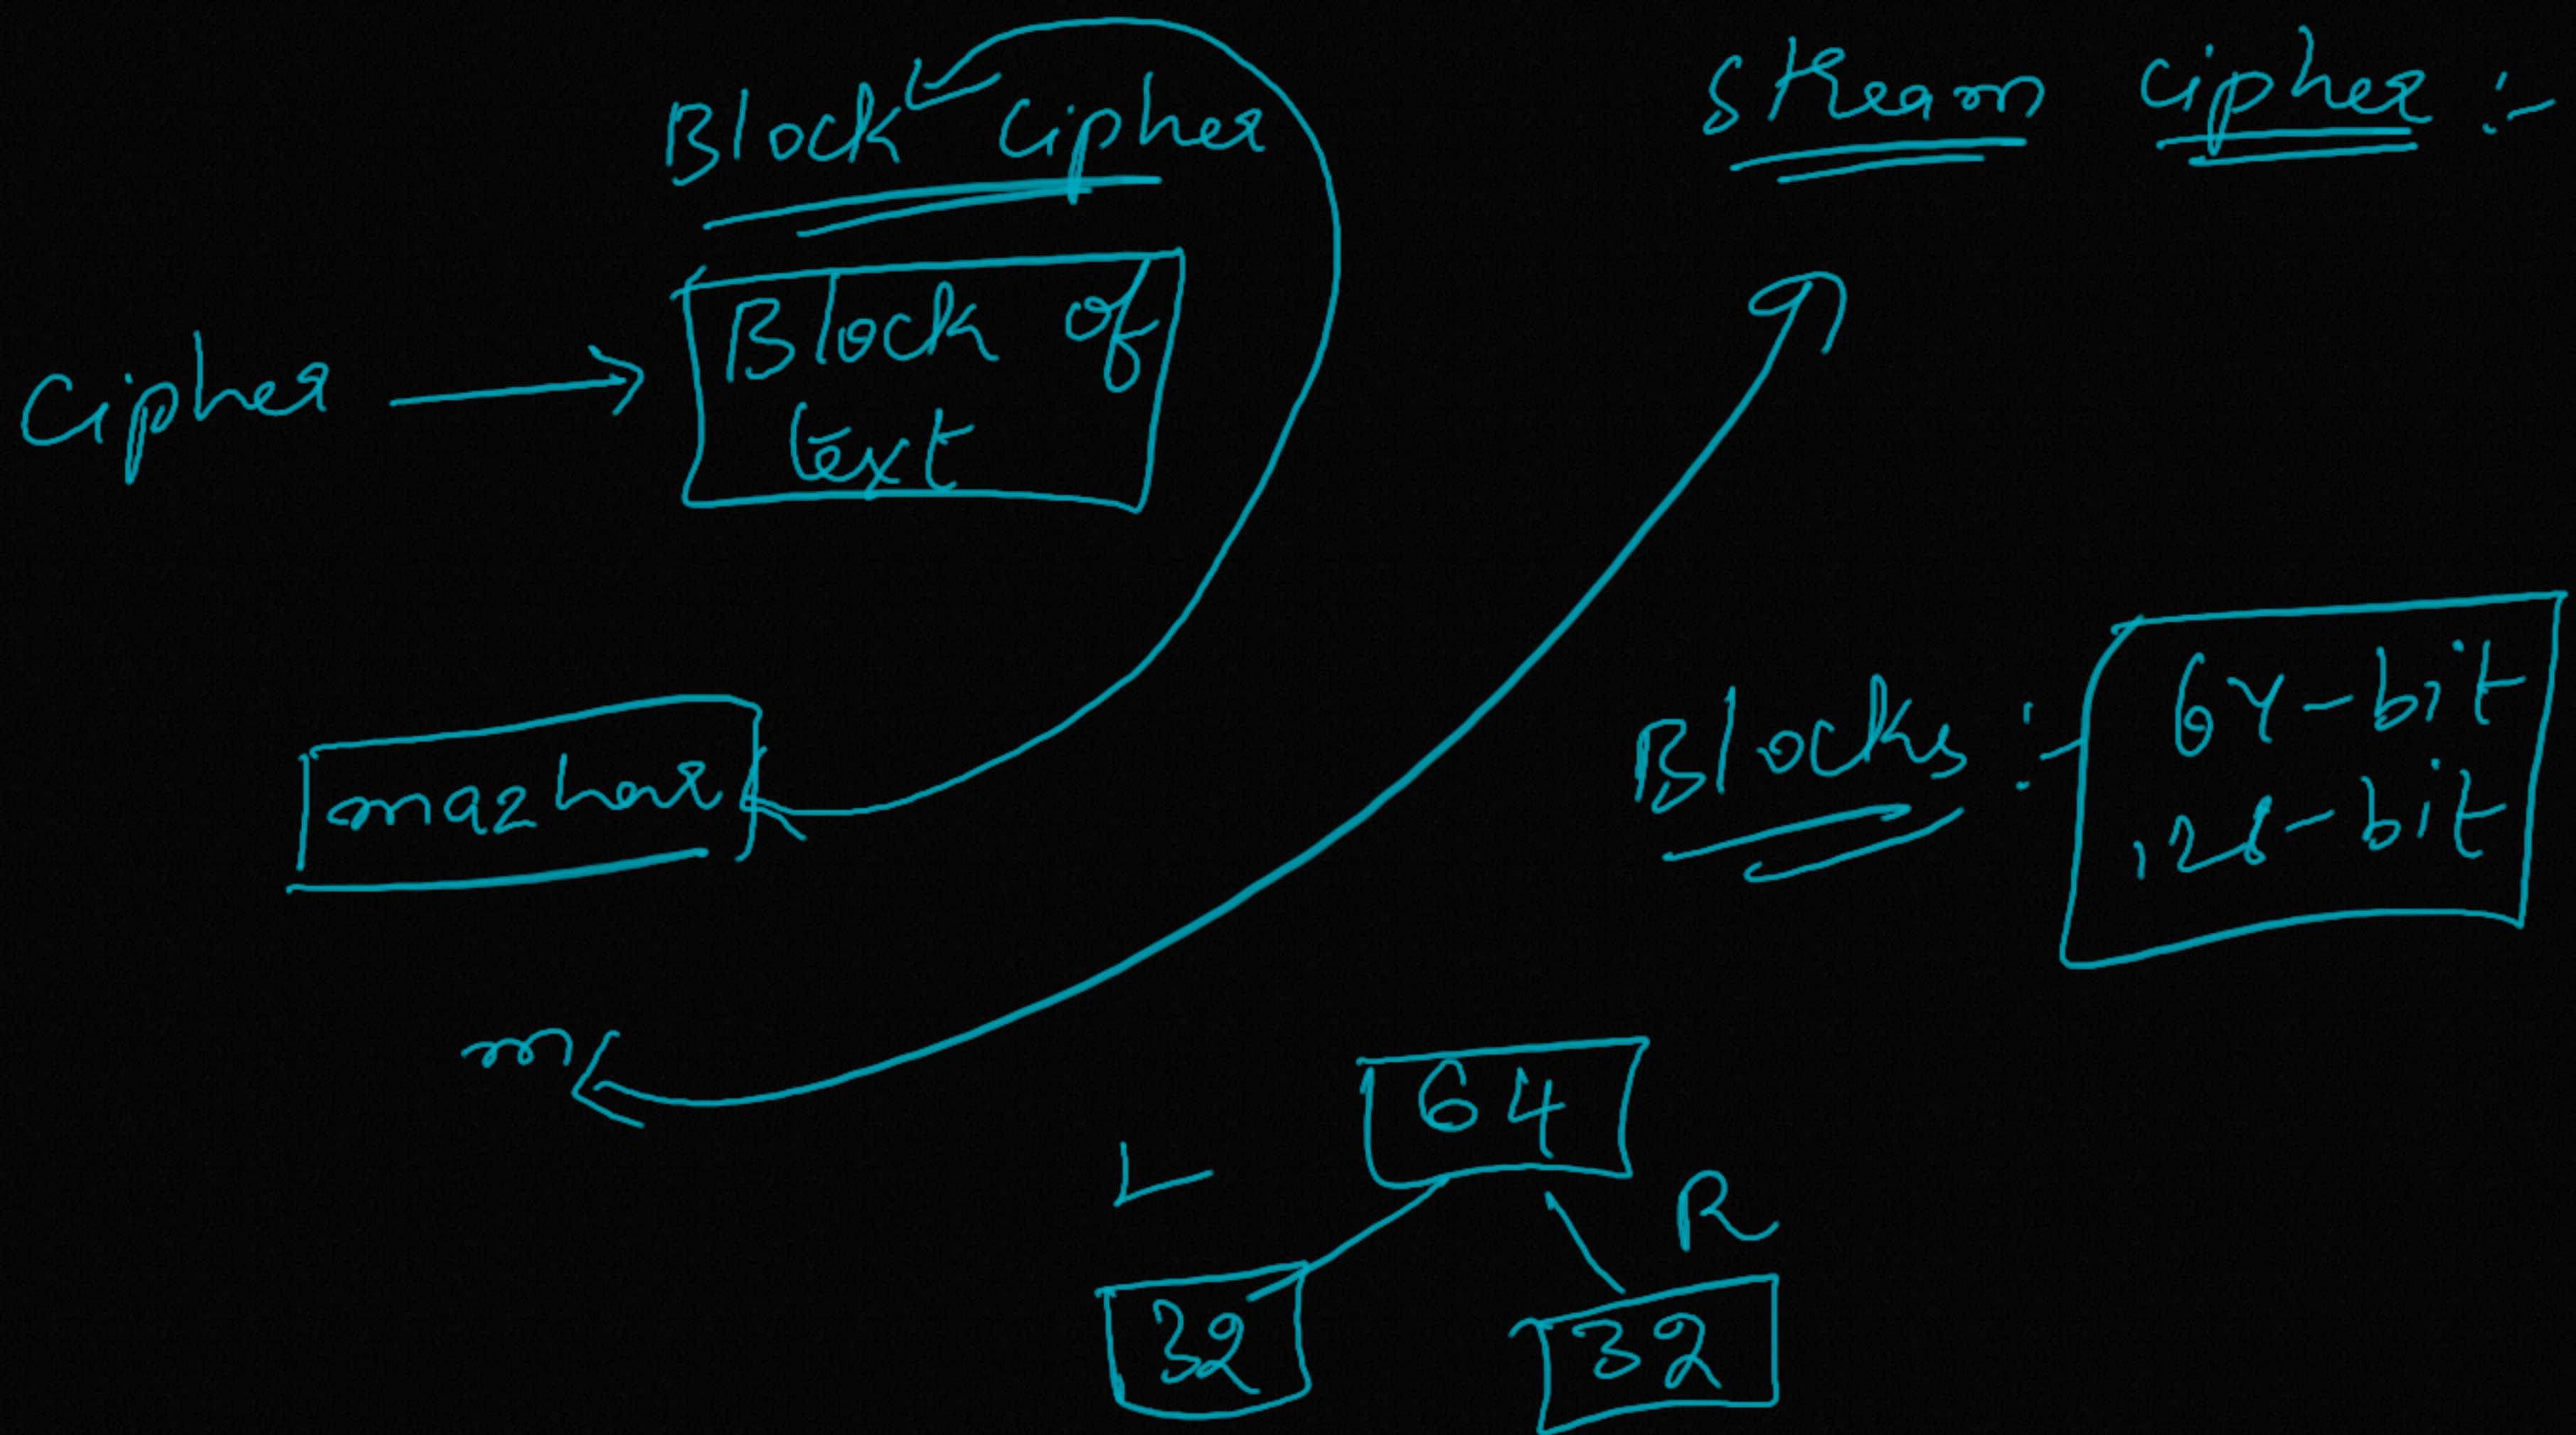 Block Cipher
Stream Cipher :-
Cipher
Block of
text
Blocks :-
64-bit
128-bit
mazhar
m
64
L
R
32
32